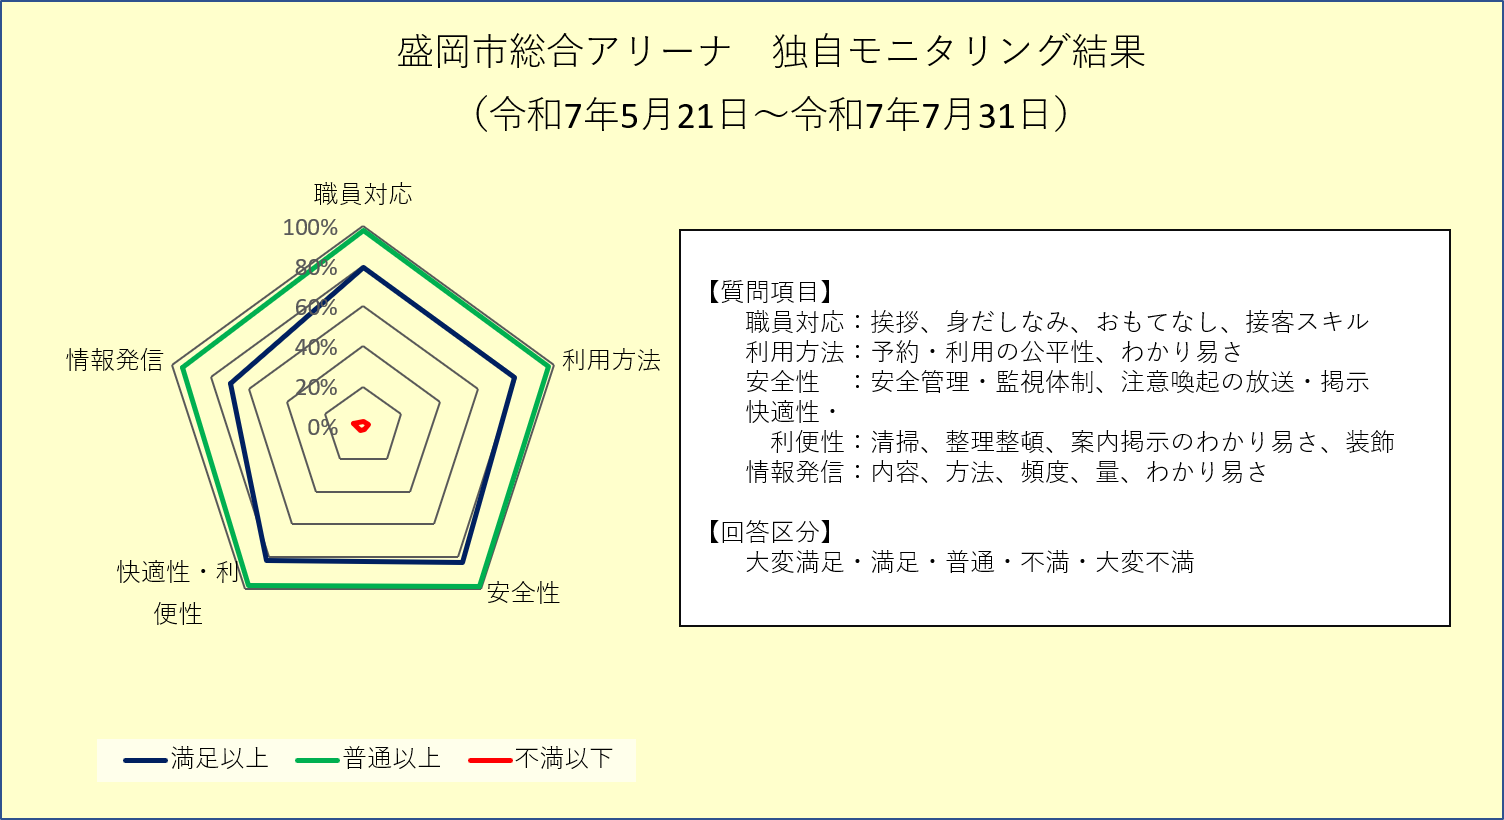 盛岡市総合アリーナ　独自モニタリング結果
（令和7年5月21日～令和7年7月31日）
職員対応
100%
80%
60%
40%
20%
0%
情報発信
利用方法
快適性・利
便性
安全性
満足以上
普通以上
不満以下
【質問項目】
職員対応：挨拶、身だしなみ、おもてなし、接客スキル
利用方法：予約・利用の公平性、わかり易さ
安全性　：安全管理・監視体制、注意喚起の放送・掲示
快適性・
利便性：清掃、整理整頓、案内掲示のわかり易さ、装飾
情報発信：内容、方法、頻度、量、わかり易さ
【回答区分】
大変満足・満足・普通・不満・大変不満